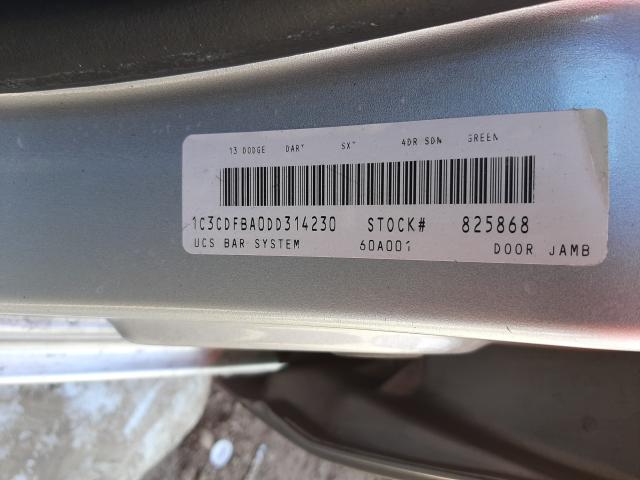 13 DODGE DART SXT 4DR SDN GREEN
1C3CDFBA0DD314230 STOCK# 825868
UCS BAR SYSTEM 60A001 DOOR JAMB